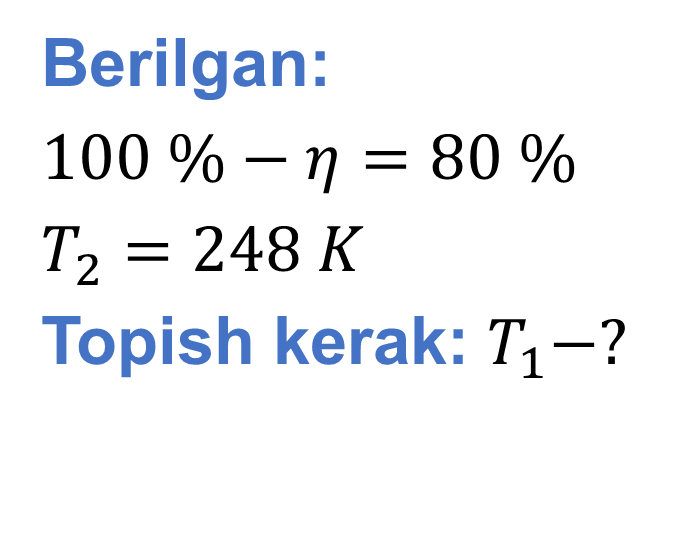 Berilgan:
100 % − η = 80 %
T₂ = 248 K
Topish kerak: T₁−?